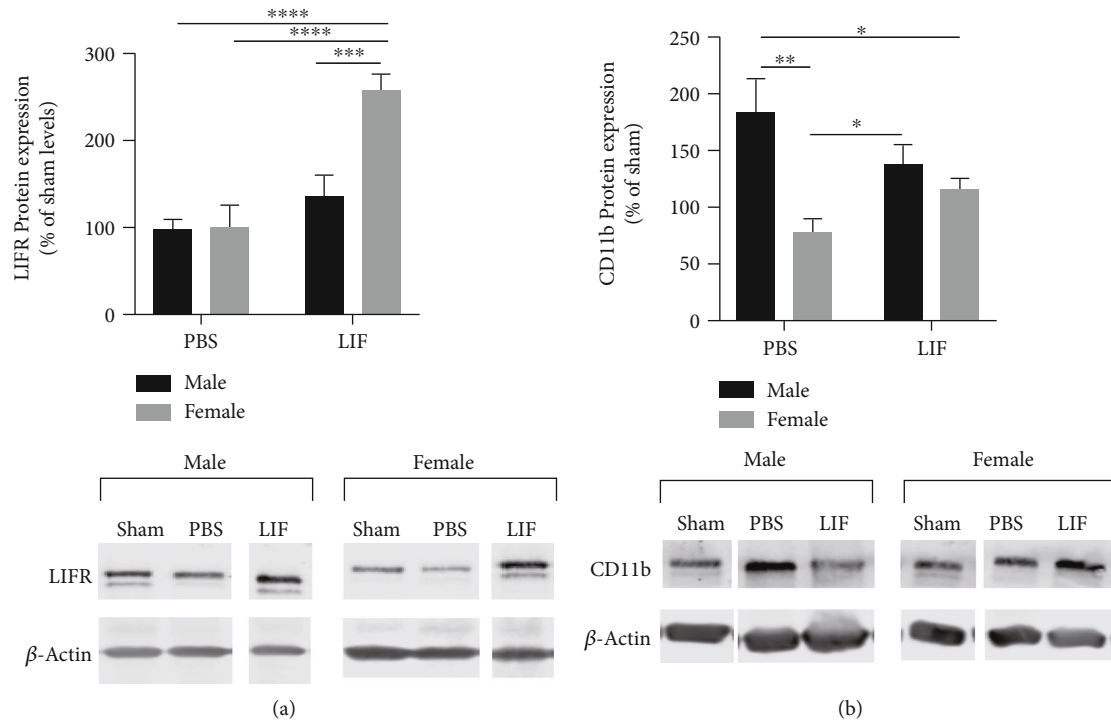 LIFR Protein expression
(% of sham levels)
300
200
100
0
****
****
***
PBS
LIF
Male
Female
Male
Female
Sham
PBS
LIF
Sham
PBS
LIF
LIFR
β-Actin
(a)
CD11b Protein expression
(% of sham)
250
200
150
100
50
0
*
**
*
PBS
LIF
Male
Female
Male
Female
Sham
PBS
LIF
Sham
PBS
LIF
CD11b
β-Actin
(b)